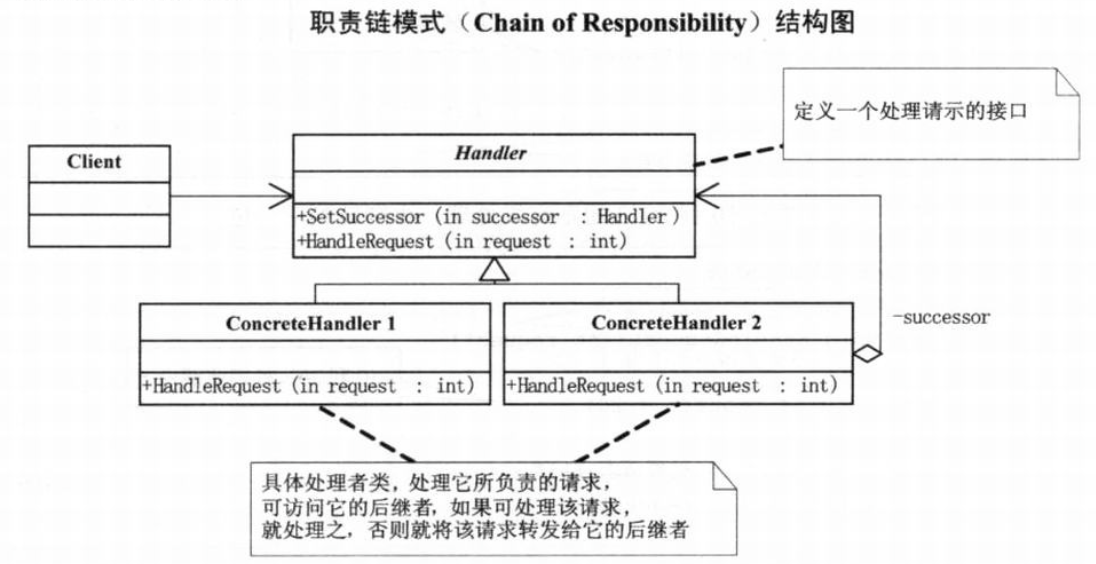 职责链模式（Chain of Responsibility）结构图
定义一个处理请示的接口
Client
Handler
+SetSuccessor (in successor : Handler)
+HandleRequest (in request : int)
ConcreteHandler 1
+HandleRequest (in request : int)
ConcreteHandler 2
+HandleRequest (in request : int)
-successor
具体处理者类，处理它所负责的请求，
可访问它的后继者，如果可处理该请求，
就处理之，否则就将该请求转发给它的后继者